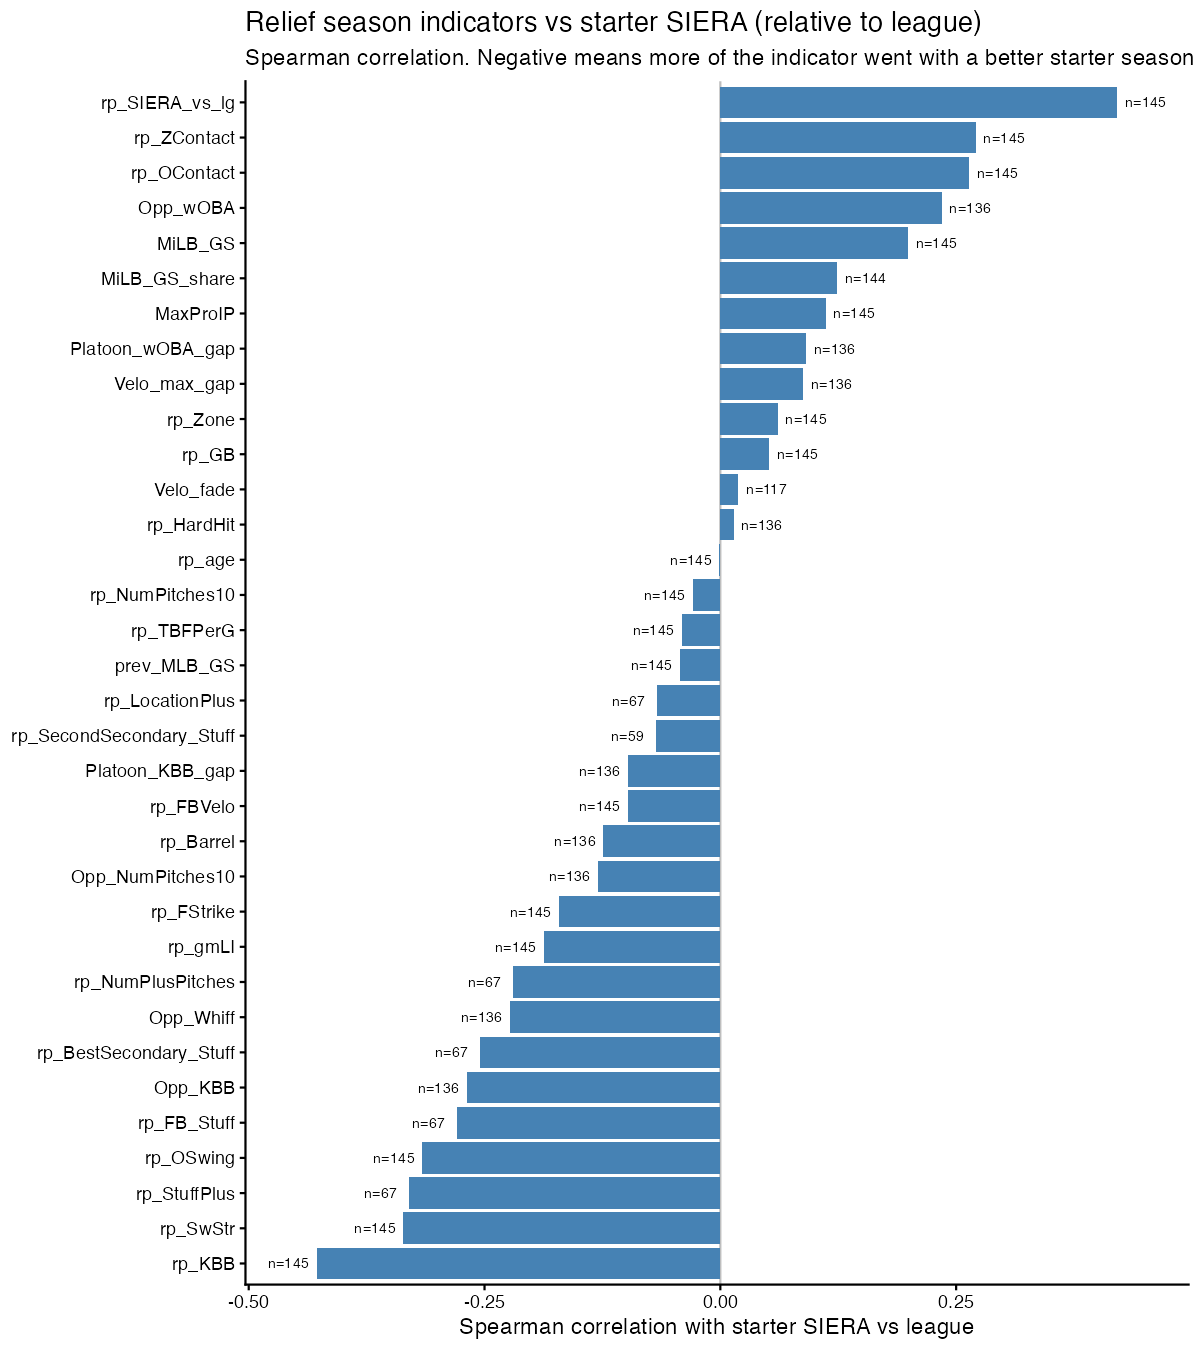 Relief season indicators vs starter SIERA (relative to league)
Spearman correlation. Negative means more of the indicator went with a better starter season
rp_SIERA_vs_lg n=145
rp_ZContact n=145
rp_OContact n=145
Opp_wOBA n=136
MiLB_GS n=145
MiLB_GS_share n=144
MaxProIP n=145
Platoon_wOBA_gap n=136
Velo_max_gap n=136
rp_Zone n=145
rp_GB n=145
Velo_fade n=117
rp_HardHit n=136
rp_age n=145
rp_NumPitches10 n=145
rp_TBFPerG n=145
prev_MLB_GS n=145
rp_LocationPlus n=67
rp_SecondSecondary_Stuff n=59
Platoon_KBB_gap n=136
rp_FBVelo n=145
rp_Barrel n=136
Opp_NumPitches10 n=136
rp_FStrike n=145
rp_gmLI n=145
rp_NumPlusPitches n=67
Opp_Whiff n=136
rp_BestSecondary_Stuff n=67
Opp_KBB n=136
rp_FB_Stuff n=67
rp_OSwing n=145
rp_StuffPlus n=67
rp_SwStr n=145
rp_KBB n=145
-0.50 -0.25 0.00 0.25
Spearman correlation with starter SIERA vs league